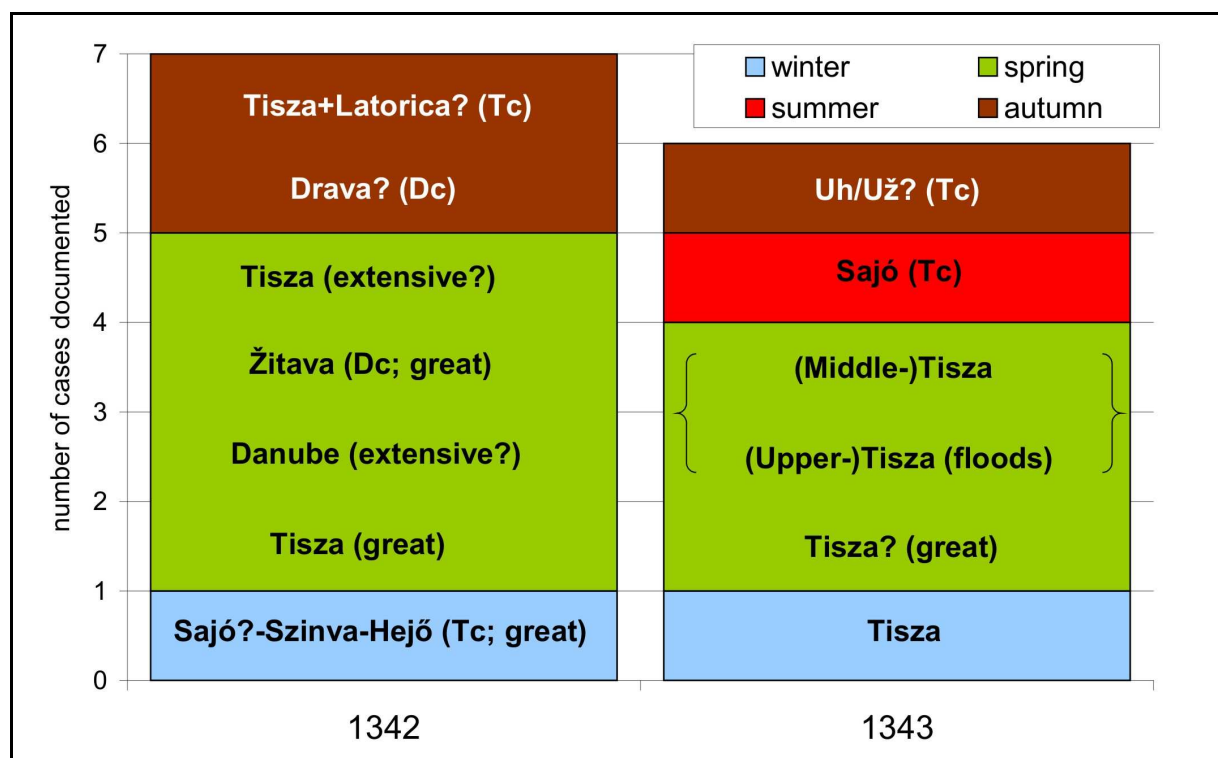 7
6
5
4
3
2
1
0
number of cases documented
winter
spring
summer
autumn
Tisza+Latorica? (Tc)
Drava? (Dc)
Tisza (extensive?)
Žitava (Dc; great)
Danube (extensive?)
Tisza (great)
Sajó?-Szinva-Hejő (Tc; great)
Uh/Už? (Tc)
Sajó (Tc)
(Middle-)Tisza
(Upper-)Tisza (floods)
Tisza? (great)
Tisza
1342
1343